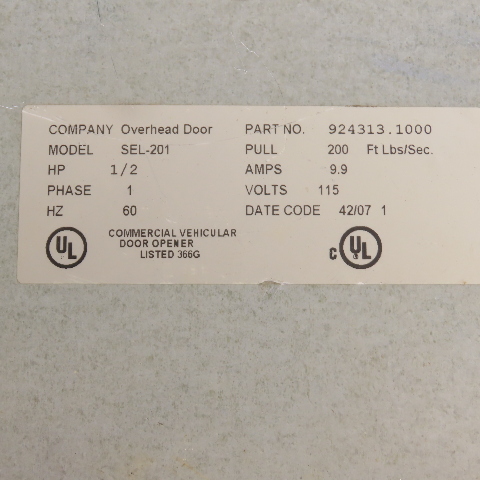 COMPANY Overhead Door PART NO. 924313.1000
MODEL SEL-201 PULL 200 Ft Lbs/Sec.
HP 1/2 AMPS 9.9
PHASE 1 VOLTS 115
HZ 60 DATE CODE 42/07 1
UL COMMERCIAL VEHICULAR
DOOR OPENER
LISTED 366G
C UL